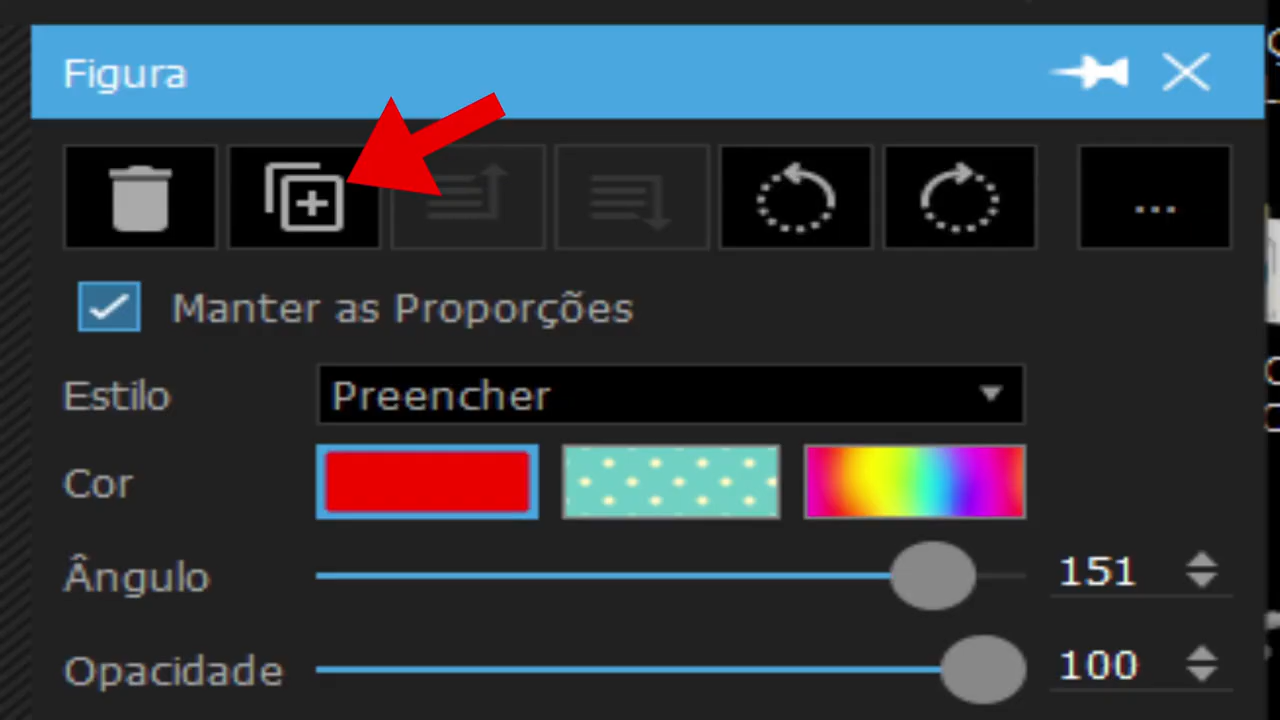 Figura
...
Manter as Proporções
Estilo Preencher
Cor
Ângulo 151
Opacidade 100